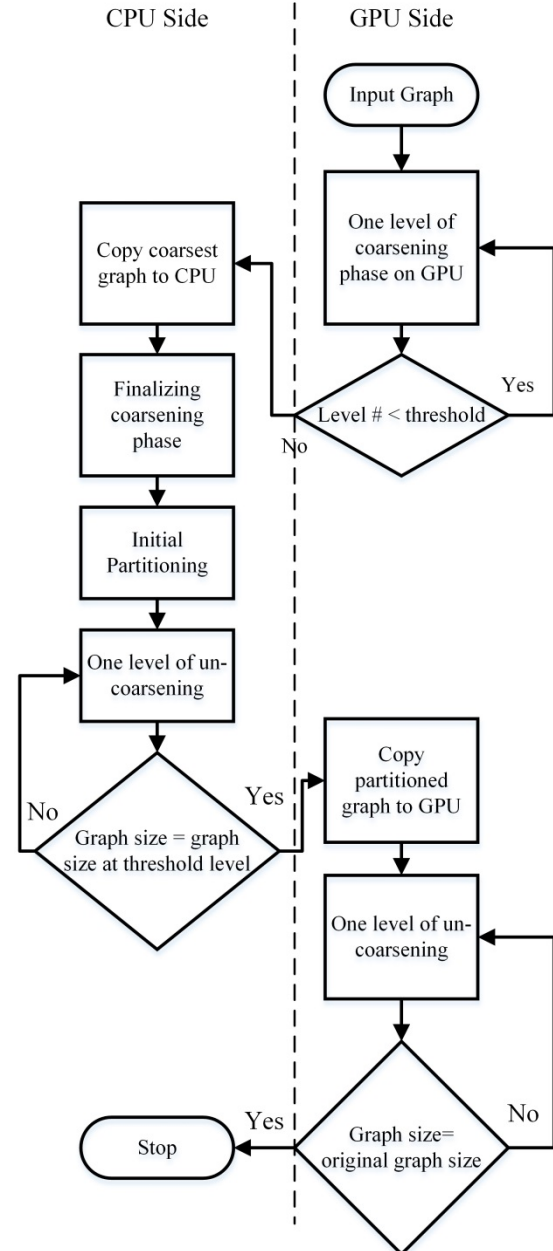 CPU Side
GPU Side
Input Graph
One level of
coarsening
phase on GPU
Level # < threshold
Yes
No
Copy coarsest
graph to CPU
Finalizing
coarsening
phase
Initial
Partitioning
One level of un-
coarsening
Graph size = graph
size at threshold level
No
Yes
Copy
partitioned
graph to GPU
One level of un-
coarsening
Graph size=
original graph size
No
Yes
Stop